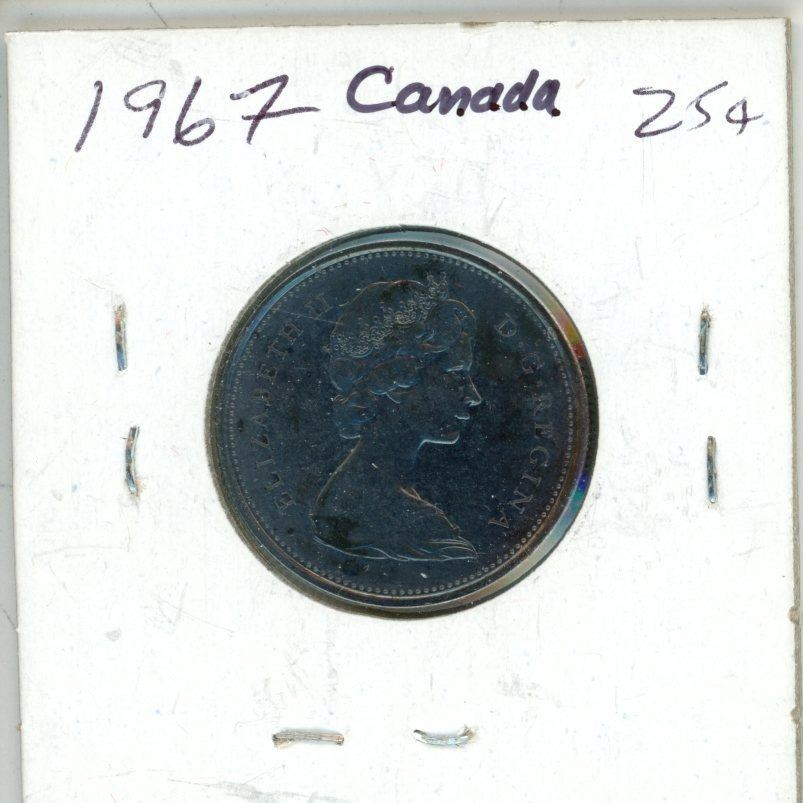 1967 Canada 25¢
ELIZABETH II D·G·REGINA